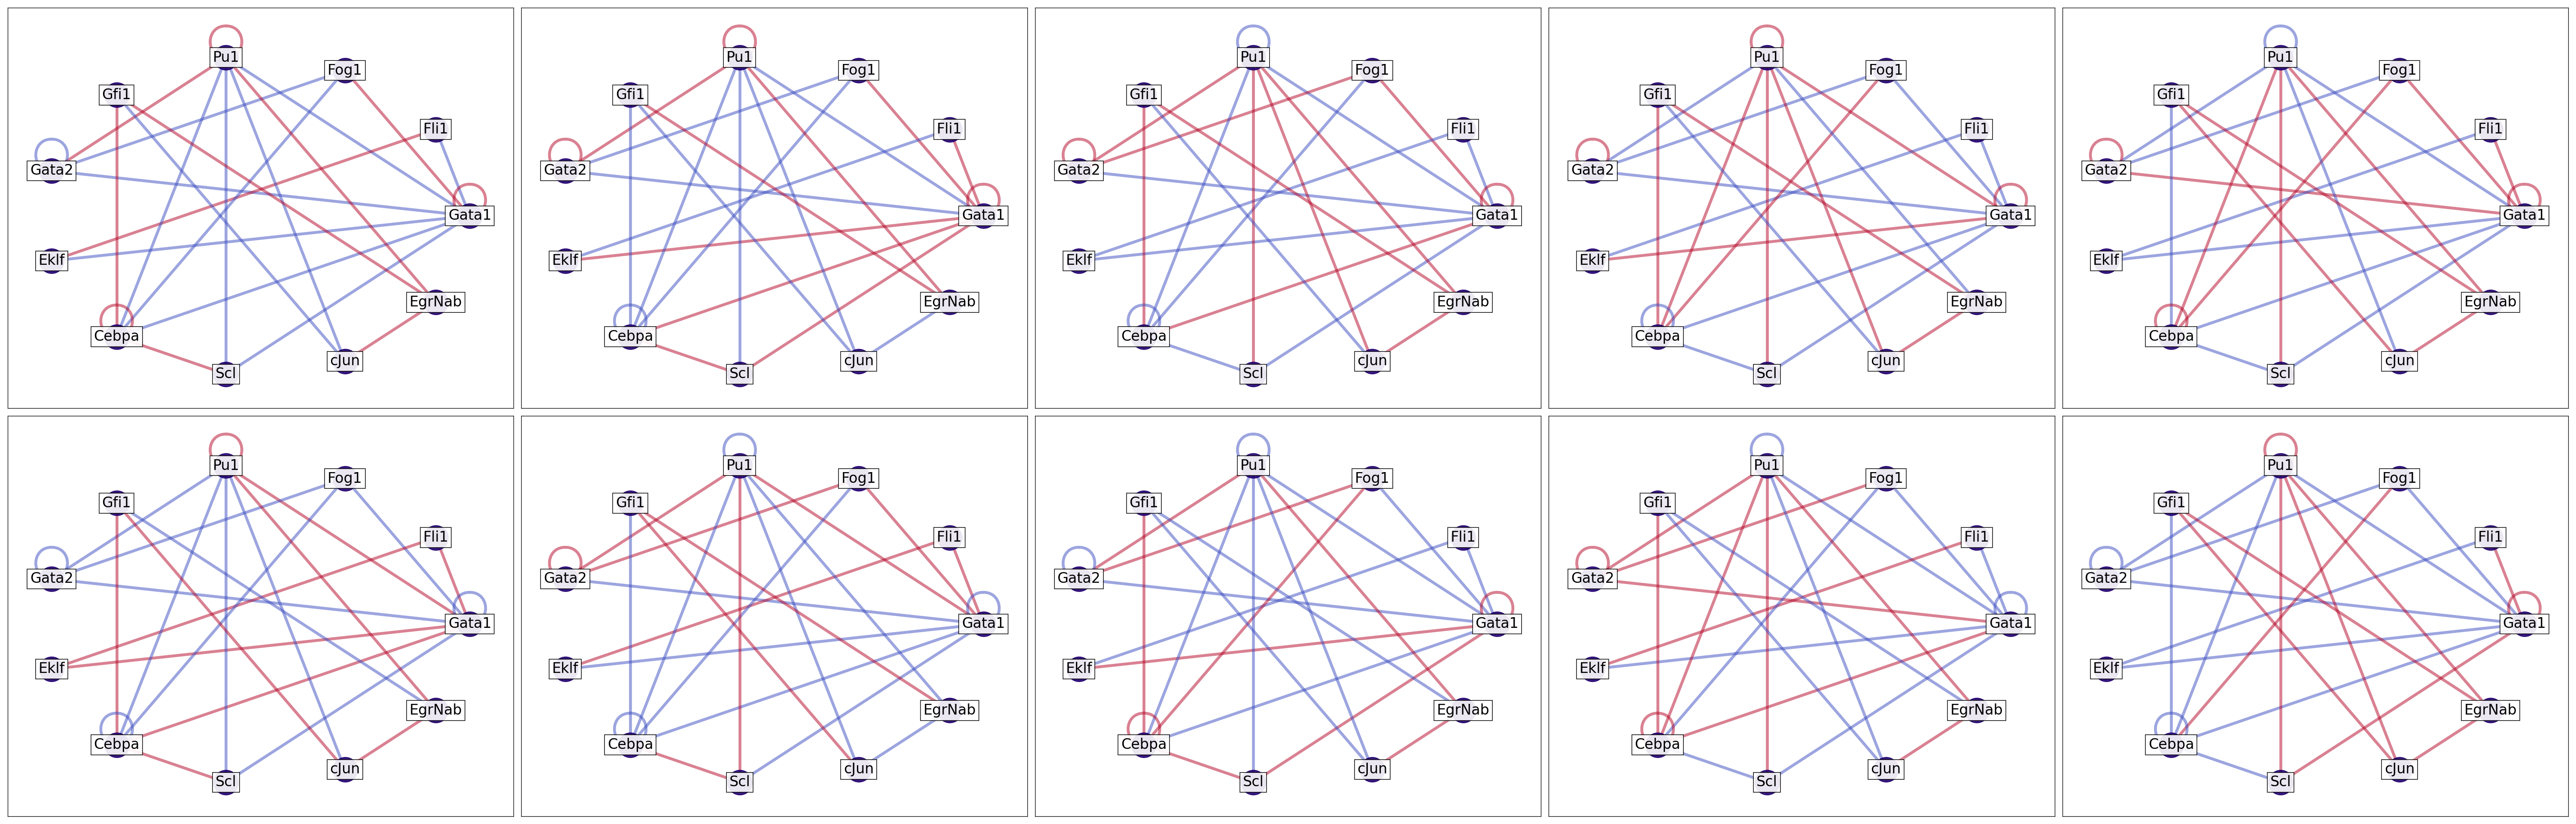 Pu1
Fog1
Gfi1
Fli1
Gata2
Gata1
Eklf
EgrNab
Cebpa
cJun
Scl
Pu1
Fog1
Gfi1
Fli1
Gata2
Gata1
Eklf
EgrNab
Cebpa
cJun
Scl
Pu1
Fog1
Gfi1
Fli1
Gata2
Gata1
Eklf
EgrNab
Cebpa
cJun
Scl
Pu1
Fog1
Gfi1
Fli1
Gata2
Gata1
Eklf
EgrNab
Cebpa
cJun
Scl
Pu1
Fog1
Gfi1
Fli1
Gata2
Gata1
Eklf
EgrNab
Cebpa
cJun
Scl
Pu1
Fog1
Gfi1
Fli1
Gata2
Gata1
Eklf
EgrNab
Cebpa
cJun
Scl
Pu1
Fog1
Gfi1
Fli1
Gata2
Gata1
Eklf
EgrNab
Cebpa
cJun
Scl
Pu1
Fog1
Gfi1
Fli1
Gata2
Gata1
Eklf
EgrNab
Cebpa
cJun
Scl
Pu1
Fog1
Gfi1
Fli1
Gata2
Gata1
Eklf
EgrNab
Cebpa
cJun
Scl
Pu1
Fog1
Gfi1
Fli1
Gata2
Gata1
Eklf
EgrNab
Cebpa
cJun
Scl